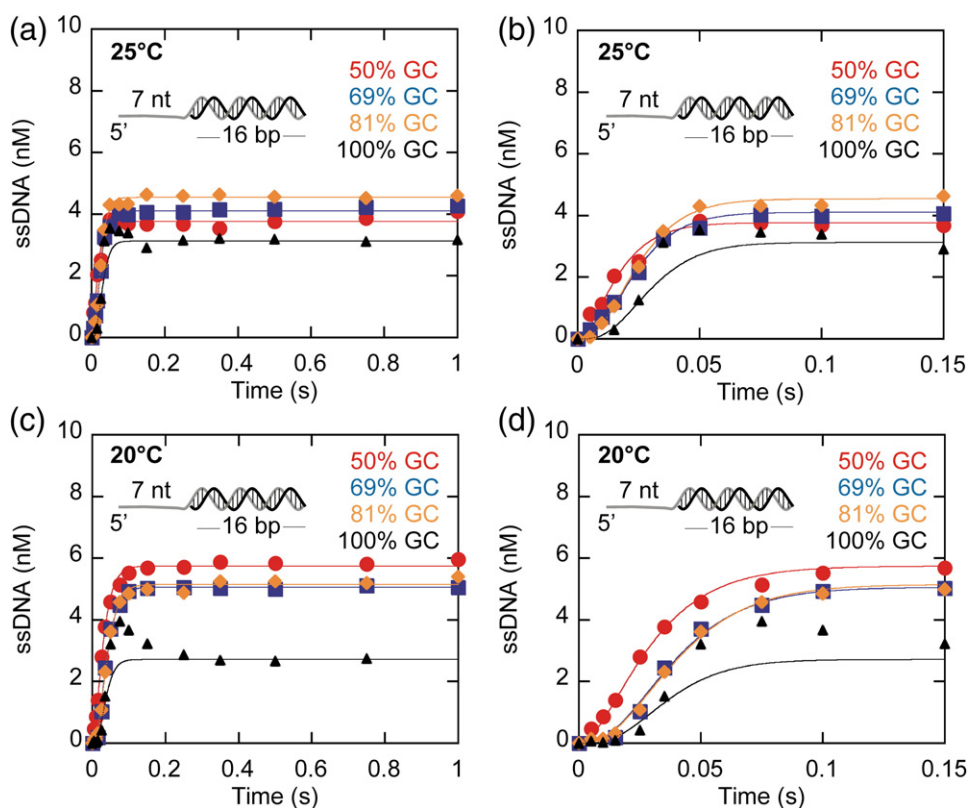 (a)
25°C
50% GC
69% GC
81% GC
100% GC
7 nt
5’
16 bp
ssDNA (nM)
10
8
6
4
2
0
0 0.2 0.4 0.6 0.8 1
Time (s)
(b)
25°C
50% GC
69% GC
81% GC
100% GC
7 nt
5’
16 bp
ssDNA (nM)
10
8
6
4
2
0
0 0.05 0.1 0.15
Time (s)
(c)
20°C
50% GC
69% GC
81% GC
100% GC
7 nt
5’
16 bp
ssDNA (nM)
10
8
6
4
2
0
0 0.2 0.4 0.6 0.8 1
Time (s)
(d)
20°C
50% GC
69% GC
81% GC
100% GC
7 nt
5’
16 bp
ssDNA (nM)
10
8
6
4
2
0
0 0.05 0.1 0.15
Time (s)